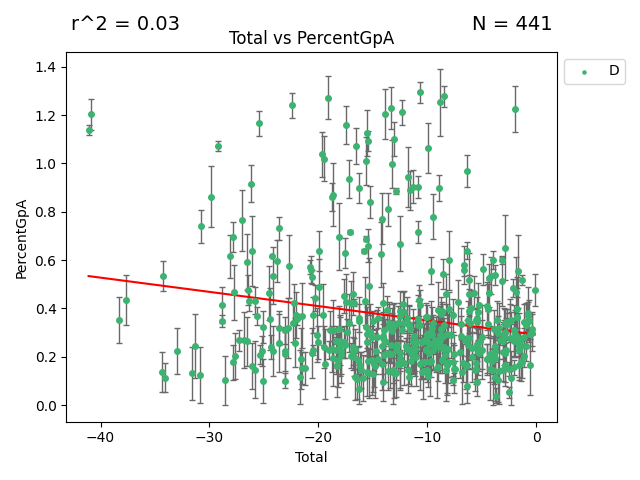 r^2 = 0.03
N = 441
Total vs PercentGpA
D
1.4
1.2
1.0
0.8
0.6
0.4
0.2
0.0
PercentGpA
−40
−30
−20
−10
0
Total